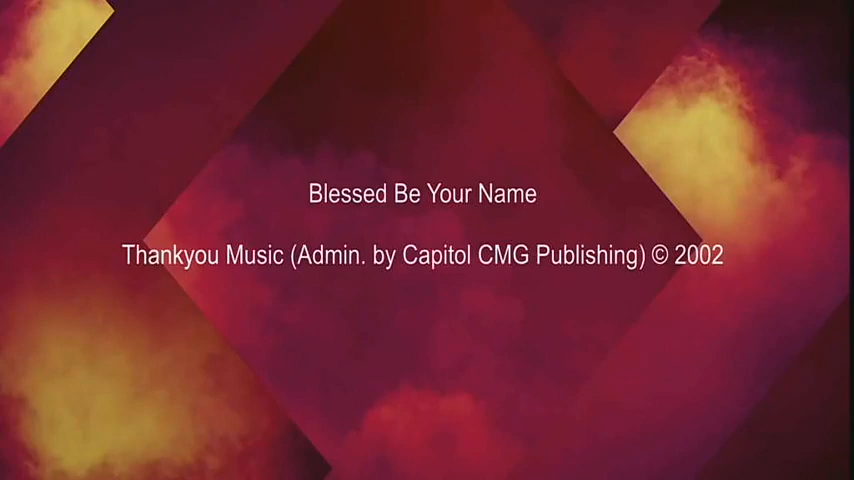 Blessed Be Your Name
Thankyou Music (Admin. by Capitol CMG Publishing) © 2002